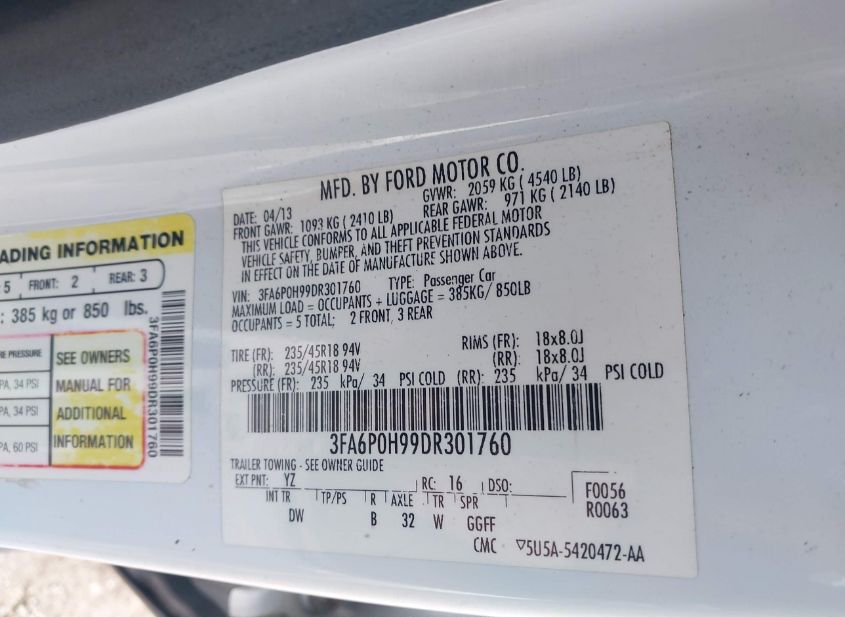 ADING INFORMATION
5 FRONT: 2 REAR: 3
: 385 kg or 850 lbs.
RE PRESSURE
PA, 34 PSI
PA, 34 PSI
PA, 60 PSI
SEE OWNERS
MANUAL FOR
ADDITIONAL
INFORMATION
3FA6P0H99DR301760
MFD. BY FORD MOTOR CO.
DATE: 04/13 GVWR: 2059 KG ( 4540 LB)
FRONT GAWR: 1093 KG ( 2410 LB) REAR GAWR: 971 KG ( 2140 LB)
THIS VEHICLE CONFORMS TO ALL APPLICABLE FEDERAL MOTOR
VEHICLE SAFETY, BUMPER, AND THEFT PREVENTION STANDARDS
IN EFFECT ON THE DATE OF MANUFACTURE SHOWN ABOVE.
VIN: 3FA6P0H99DR301760 TYPE: Passenger Car
MAXIMUM LOAD = OCCUPANTS + LUGGAGE = 385KG/ 850LB
OCCUPANTS = 5 TOTAL; 2 FRONT, 3 REAR
TIRE (FR): 235/45R18 94V RIMS (FR): 18x8.0J
(RR): 235/45R18 94V (RR): 18x8.0J
PRESSURE (FR): 235 kPa/ 34 PSI COLD (RR): 235 kPa/ 34 PSI COLD
3FA6P0H99DR301760
TRAILER TOWING - SEE OWNER GUIDE
EXT PNT: YZ RC: 16 DSO: F0056
INT TR TP/PS R AXLE TR SPR R0063
DW B 32 W GGFF
CMC ▽5U5A-5420472-AA